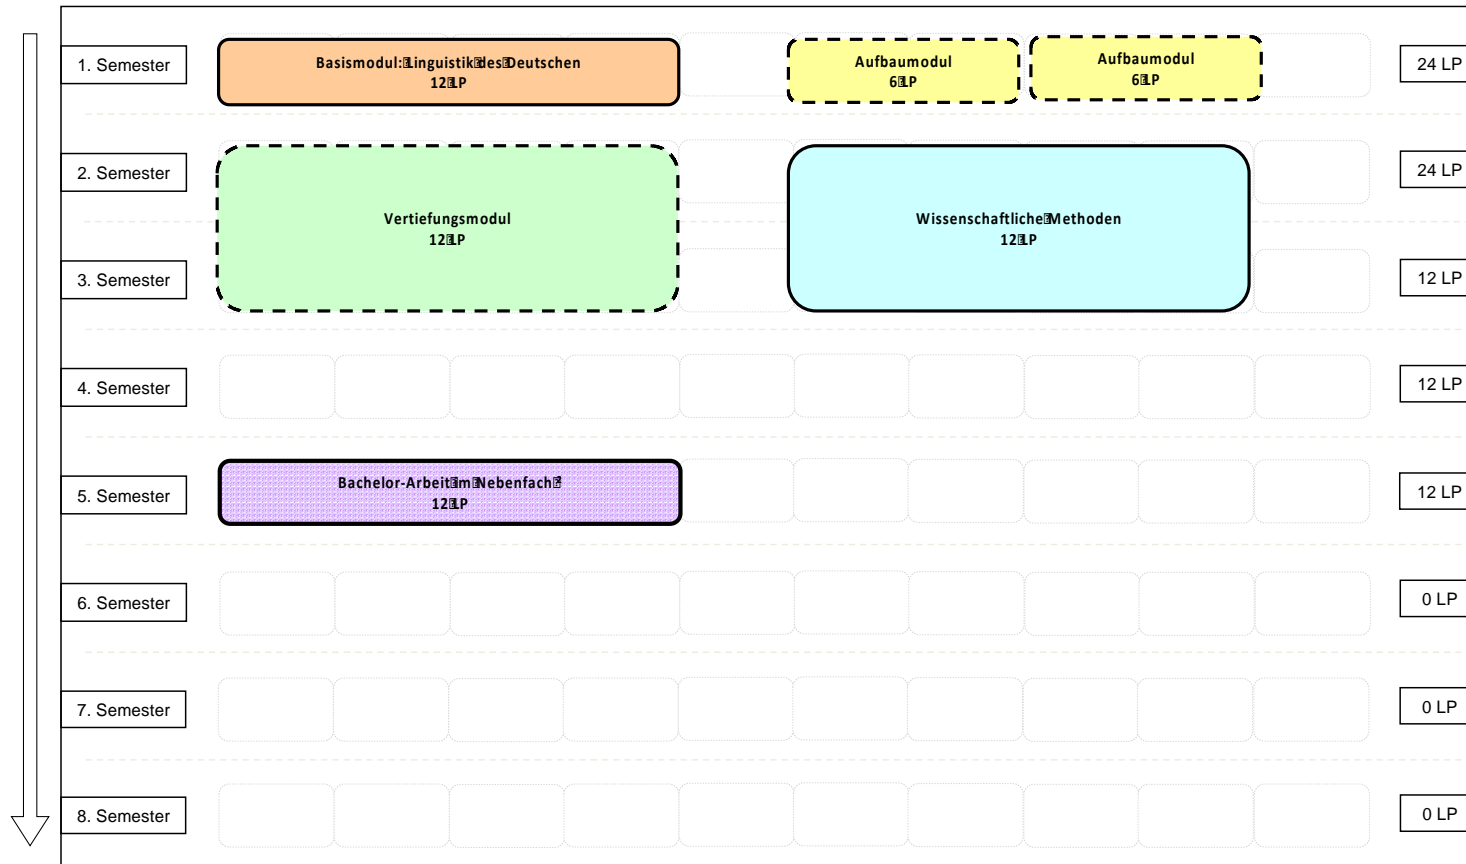 1. Semester
Basismodul: Linguistik des Deutschen
12 LP
Aufbaumodul
6 LP
Aufbaumodul
6 LP
24 LP
2. Semester
24 LP
Vertiefungsmodul
12 LP
Wissenschaftliche Methoden
12 LP
3. Semester
12 LP
4. Semester
12 LP
5. Semester
Bachelor-Arbeit im Nebenfach ²
12 LP
12 LP
6. Semester
0 LP
7. Semester
0 LP
8. Semester
0 LP